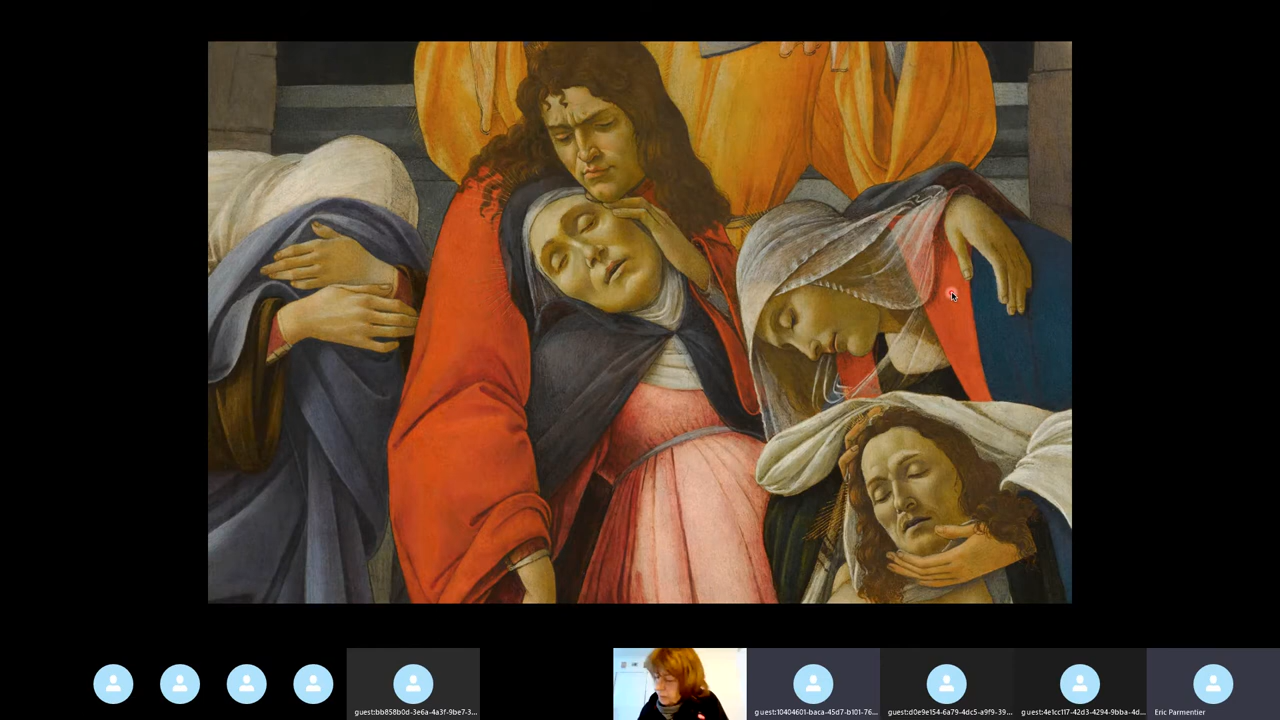 guest:bb858b0d-3e6a-4a3f-9be7-3...
guest:10404601-baca-45d7-b101-76...
guest:d0e9e154-6a79-4dc5-a9f9-39...
guest:4e1cc117-42d3-4294-9bba-4d...
Eric Parmentier